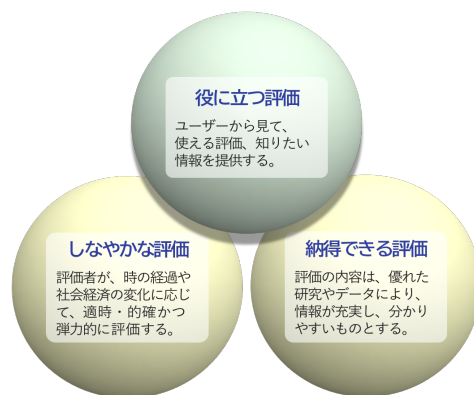 役に立つ評価
ユーザーから見て、
使える評価、知りたい
情報を提供する。
しなやかな評価
評価者が、時の経過や
社会経済の変化に応じ
て、適時・的確かつ
弾力的に評価する。
納得できる評価
評価の内容は、優れた
研究やデータにより、
情報が充実し、分かり
やすいものとする。